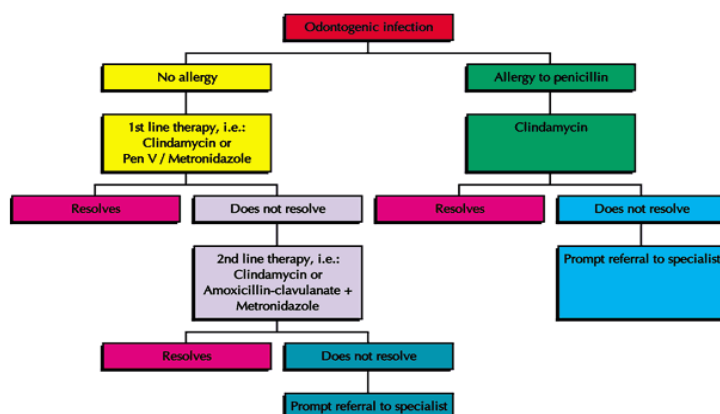 Odontogenic infection
No allergy
Allergy to penicillin
1st line therapy, i.e.:
Clindamycin or
Pen V / Metronidazole
Clindamycin
Resolves
Does not resolve
Resolves
Does not resolve
2nd line therapy, i.e.:
Clindamycin or
Amoxicillin-clavulanate +
Metronidazole
Prompt referral to specialist
Resolves
Does not resolve
Prompt referral to specialist